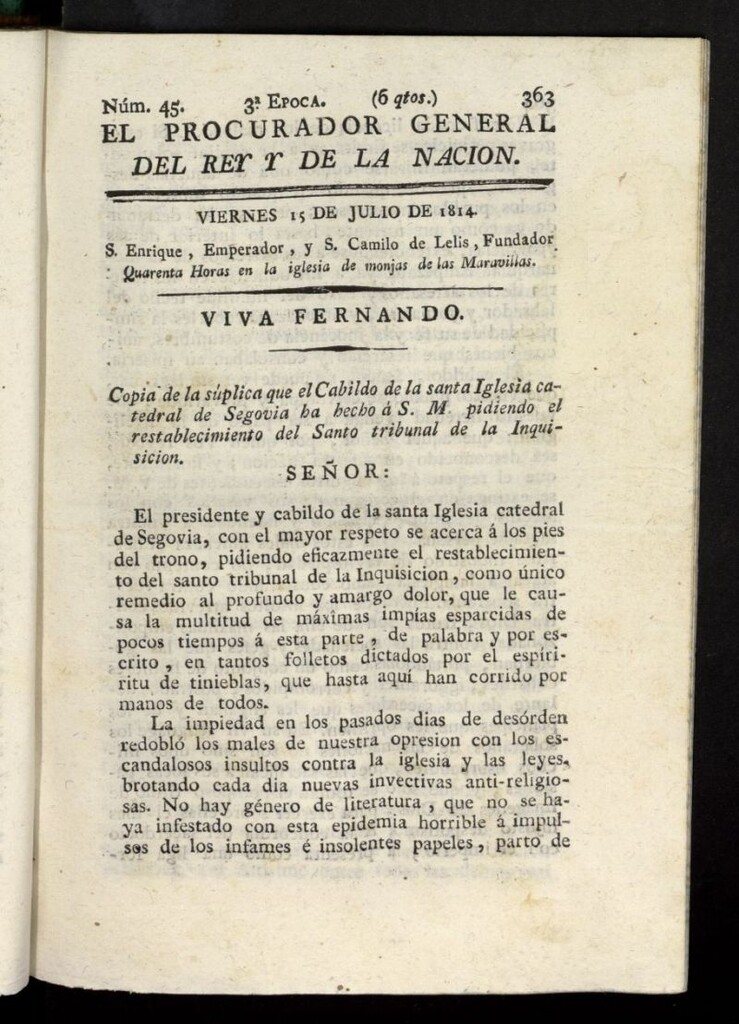 Núm. 45. 3ª EPOCA. (6 qtos.) 363
EL PROCURADOR GENERAL
DEL REY Y DE LA NACION.
VIERNES 15 DE JULIO DE 1814.
S. Enrique, Emperador, y S. Camilo de Lelis, Fundador
Quarenta Horas en la iglesia de monjas de las Maravillas.
VIVA FERNANDO.
Copia de la súplica que el Cabildo de la santa Iglesia ca-
tedral de Segovia ha hecho á S. M. pidiendo el
restablecimiento del Santo tribunal de la Inqui-
sicion.
SEÑOR:
El presidente y cabildo de la santa Iglesia catedral
de Segovia, con el mayor respeto se acerca á los pies
del trono, pidiendo eficazmente el restablecimien-
to del santo tribunal de la Inquisicion, como único
remedio al profundo y amargo dolor, que le cau-
sa la multitud de máximas impías esparcidas de
pocos tiempos á esta parte, de palabra y por es-
crito, en tantos folletos dictados por el espíri-
ritu de tinieblas, que hasta aquí han corrido por
manos de todos.
La impiedad en los pasados dias de desórden
redobló los males de nuestra opresion con los es-
candalosos insultos contra la iglesia y las leyes,
brotando cada dia nuevas invectivas anti-religio-
sas. No hay género de literatura, que no se ha-
ya infestado con esta epidemia horrible á impul-
sos de los infames é insolentes papeles, parto de